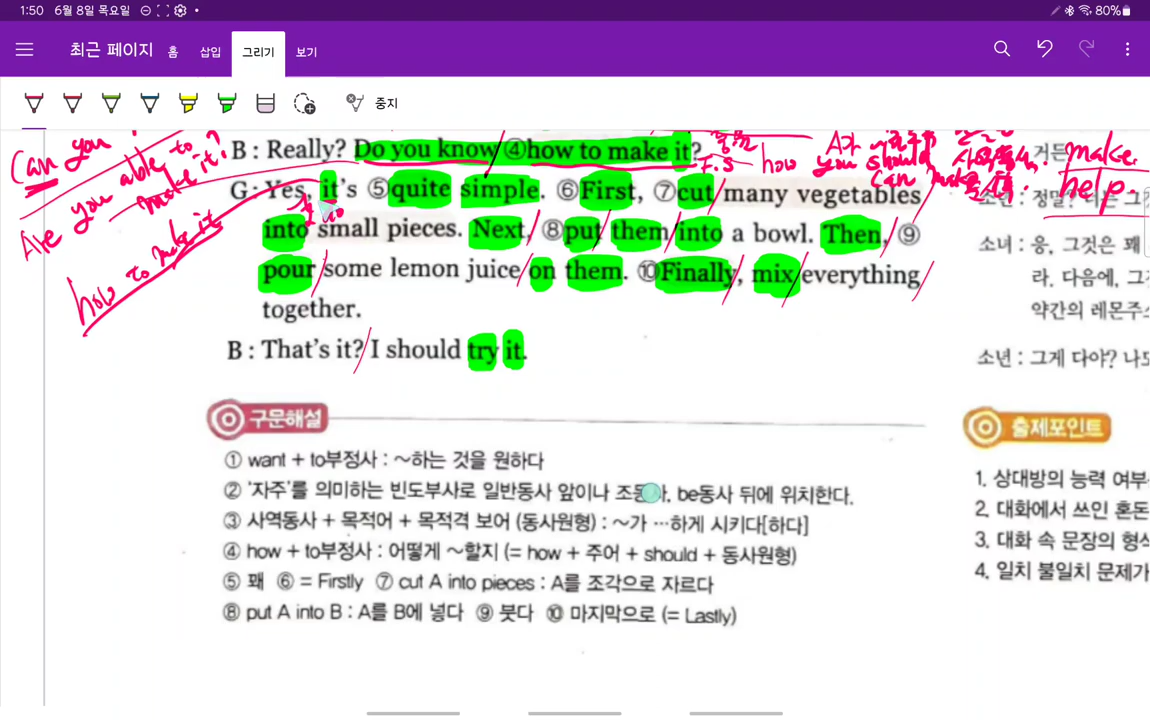 1:50 6월 8일 목요일 80%
최근 페이지 홈 삽입 그리기 보기
중지
Can you
Are you able to
make it?
how to make it
B : Really? Do you know ④how to make it?
F.S how you should
can make
make.
help.
G: Yes, it's ⑤quite simple. ⑥First, ⑦cut many vegetables
into small pieces. Next, ⑧put them into a bowl. Then, ⑨
pour some lemon juice on them. ⑩Finally, mix everything
together.
B : That's it? I should try it.
거든
소년 : 정말?
소녀 : 응, 그것은 꽤
라. 다음에, 그
약간의 레몬주
소년 : 그게 다야? 나도
구문해설
① want + to부정사 : ~하는 것을 원하다
② '자주'를 의미하는 빈도부사로 일반동사 앞이나 조동사, be동사 뒤에 위치한다.
③ 사역동사 + 목적어 + 목적격 보어 (동사원형) : ~가 …하게 시키다[하다]
④ how + to부정사 : 어떻게 ~할지 (= how + 주어 + should + 동사원형)
⑤ 꽤 ⑥ = Firstly ⑦ cut A into pieces : A를 조각으로 자르다
⑧ put A into B : A를 B에 넣다 ⑨ 붓다 ⑩ 마지막으로 (= Lastly)
출제포인트
1. 상대방의 능력 여부
2. 대화에서 쓰인 혼돈
3. 대화 속 문장의 형식
4. 일치 불일치 문제가